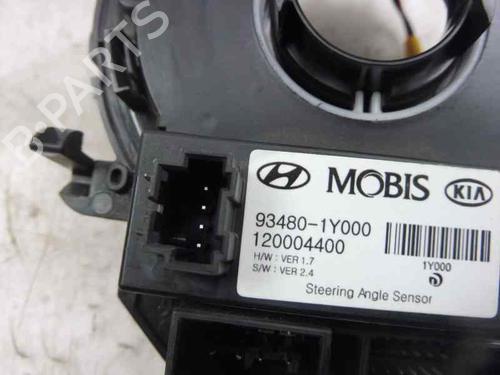 B-PARTS
MOBIS
KIA
93480-1Y000
120004400
H/W : VER 1.7
S/W : VER 2.4
1Y000
Steering Angle Sensor